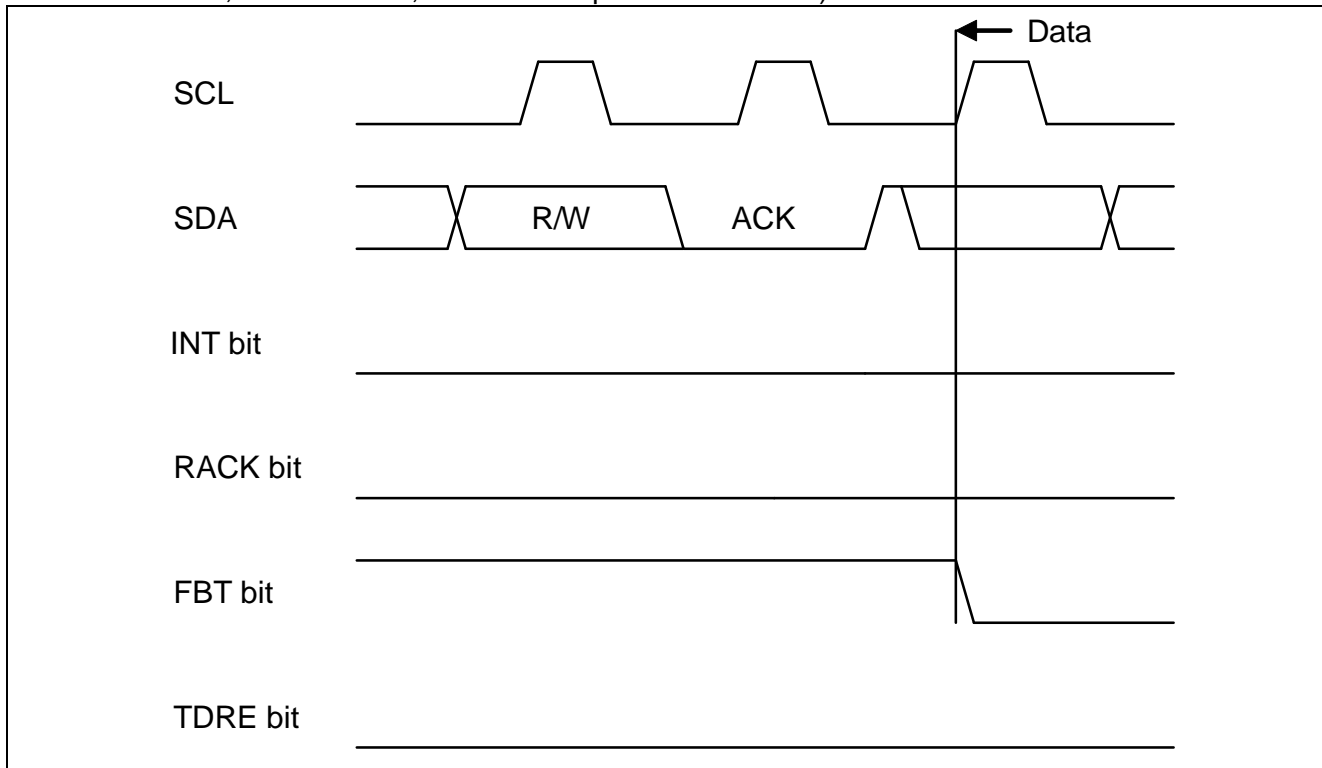 Data
SCL
SDA R/W ACK
INT bit
RACK bit
FBT bit
TDRE bit